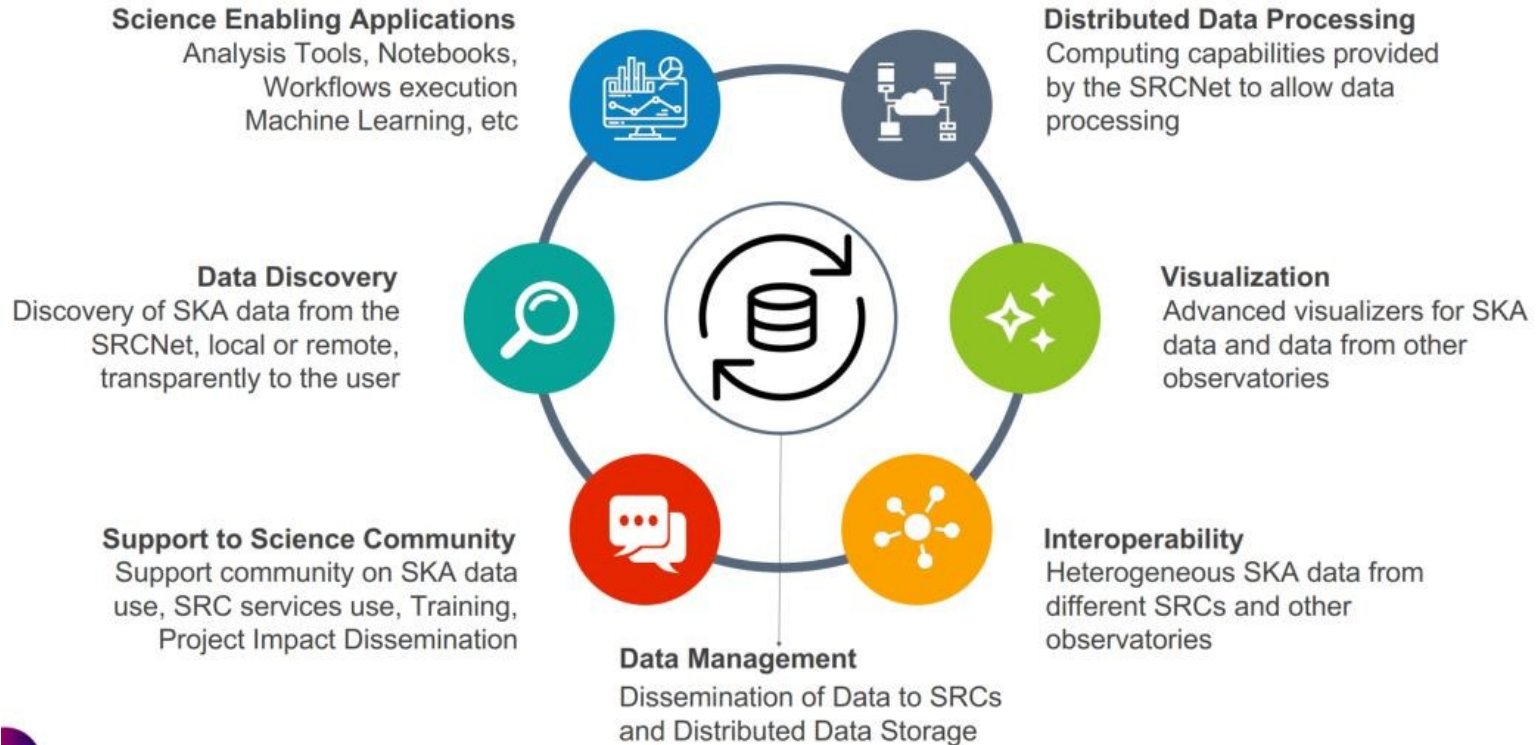 Science Enabling Applications
Analysis Tools, Notebooks,
Workflows execution
Machine Learning, etc
Distributed Data Processing
Computing capabilities provided
by the SRCNet to allow data
processing
Data Discovery
Discovery of SKA data from the
SRCNet, local or remote,
transparently to the user
Visualization
Advanced visualizers for SKA
data and data from other
observatories
Support to Science Community
Support community on SKA data
use, SRC services use, Training,
Project Impact Dissemination
Interoperability
Heterogeneous SKA data from
different SRCs and other
observatories
Data Management
Dissemination of Data to SRCs
and Distributed Data Storage